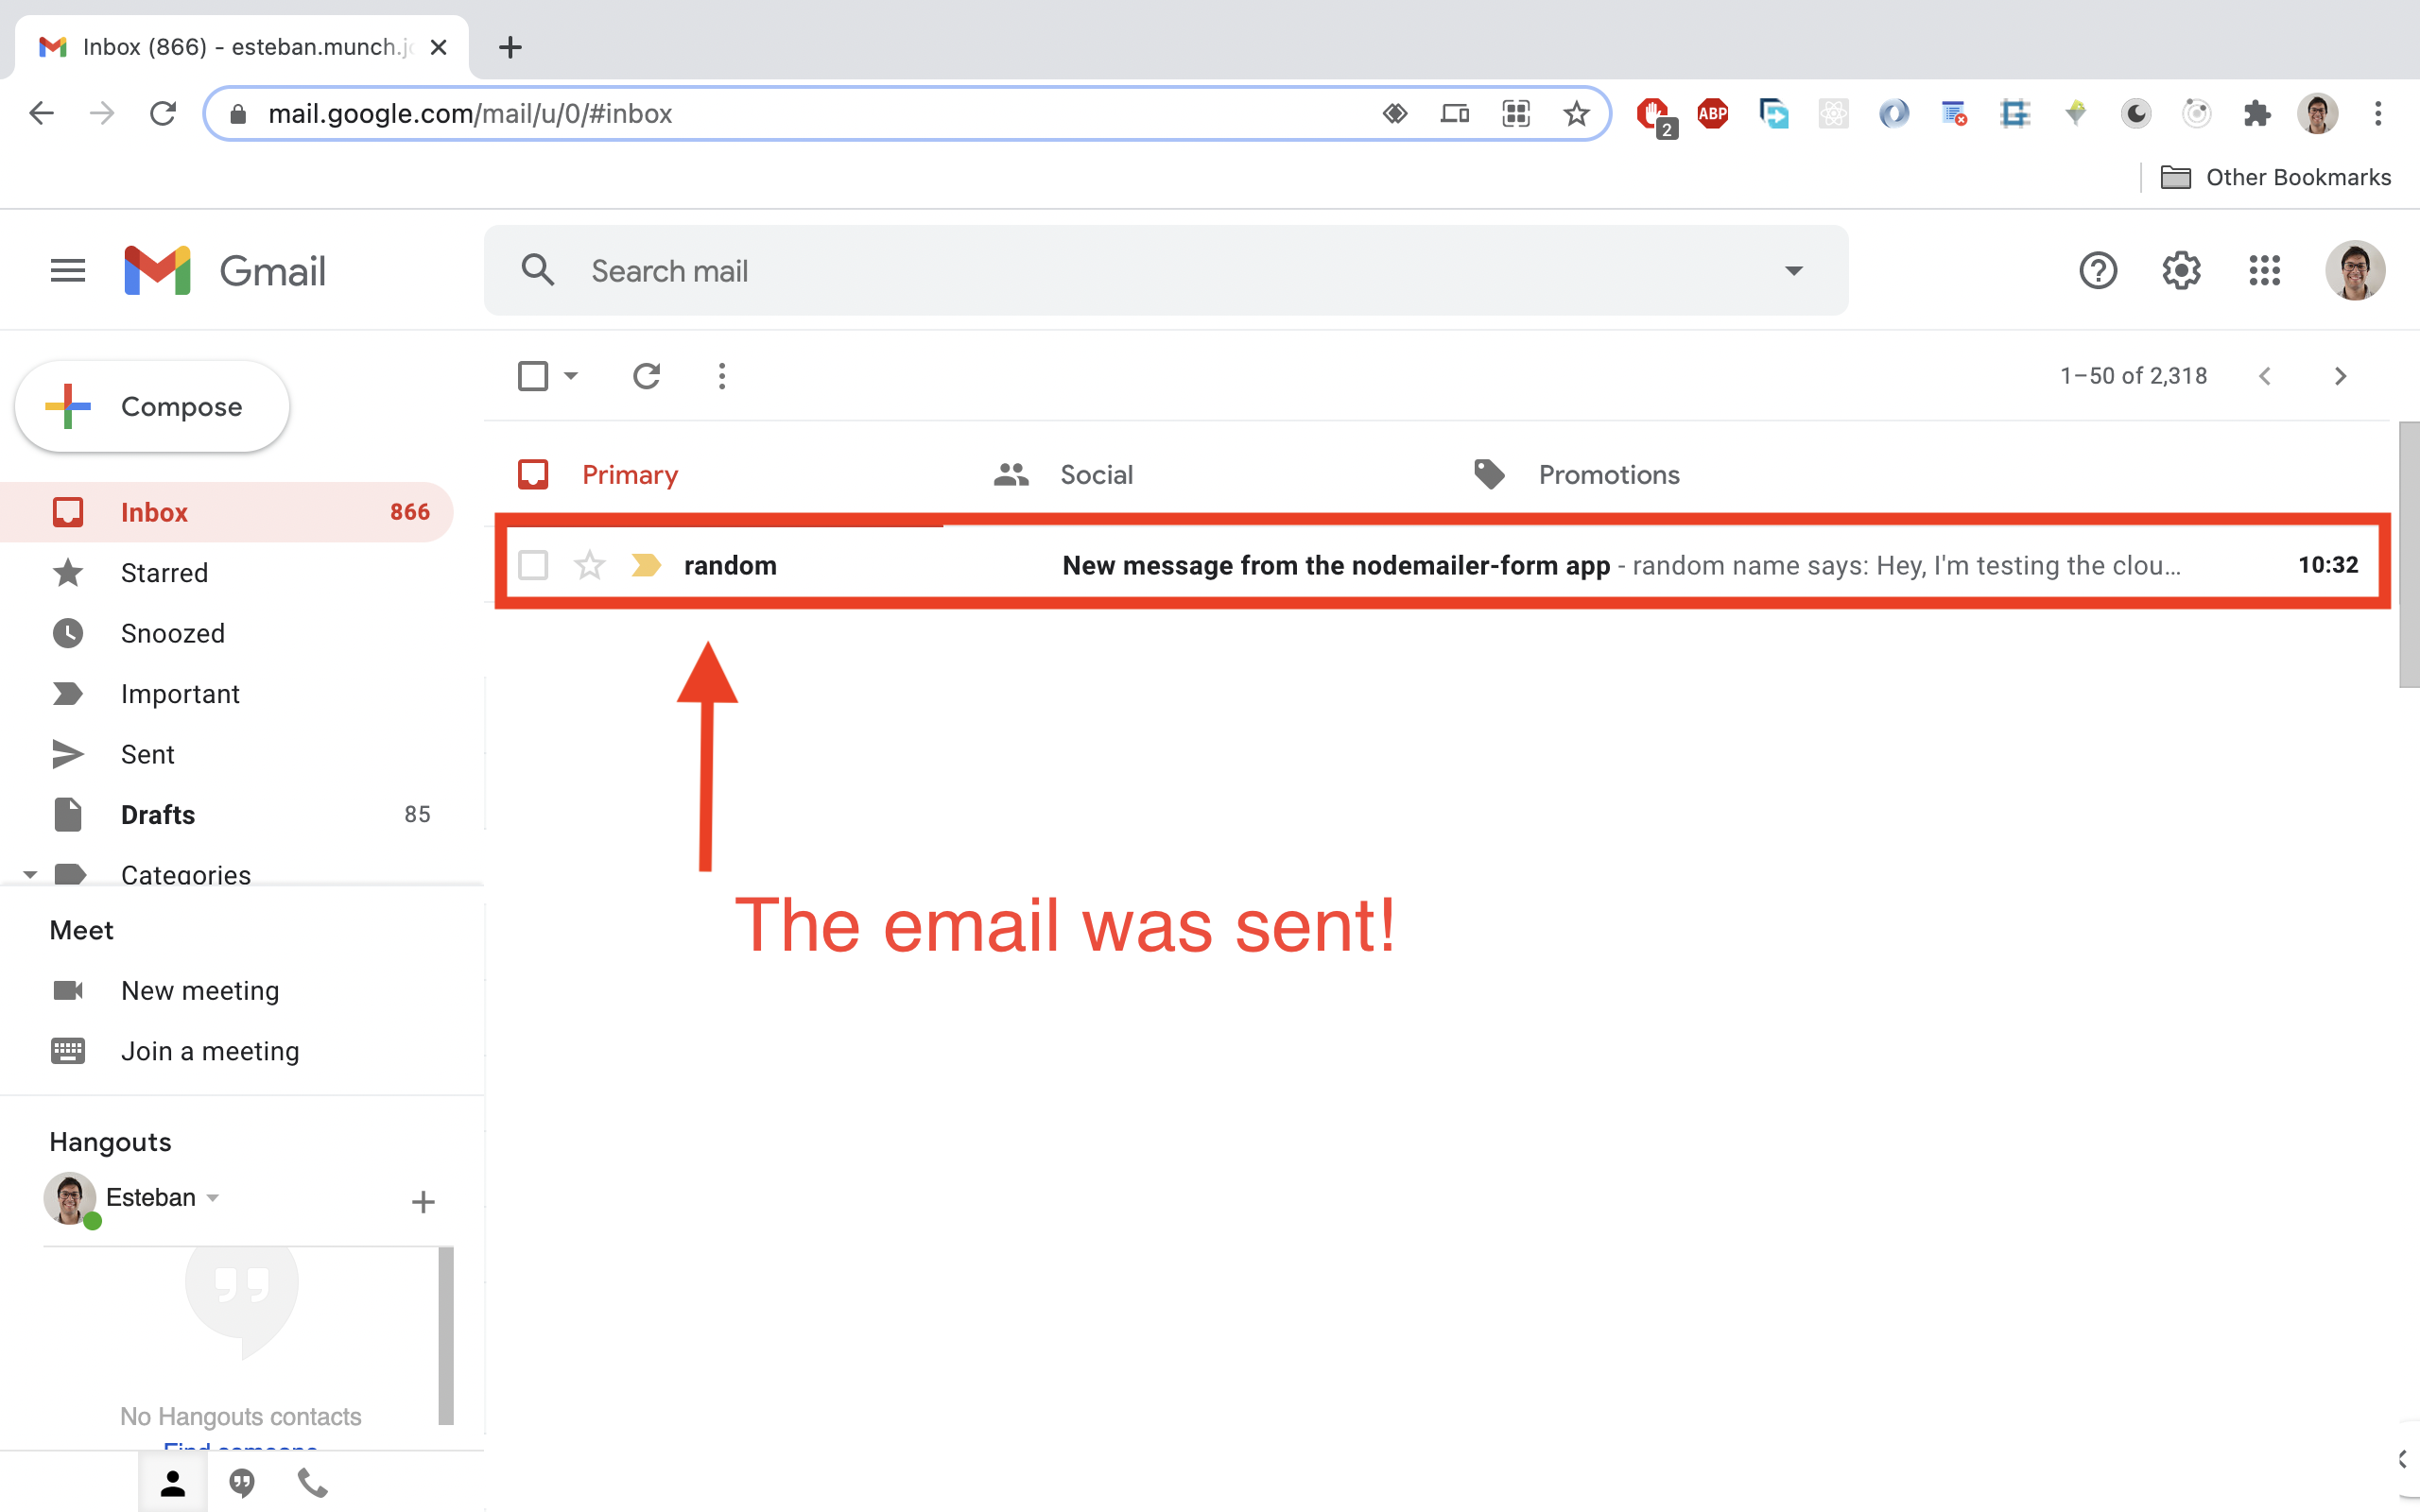 Inbox (866) - esteban.munch.j
mail.google.com/mail/u/0/#inbox
2
ABP
Other Bookmarks
Gmail
Search mail
Compose
1–50 of 2,318
Primary
Social
Promotions
Inbox 866
random New message from the nodemailer-form app - random name says: Hey, I'm testing the clou... 10:32
Starred
Snoozed
Important
Sent
Drafts 85
Categories
The email was sent!
Meet
New meeting
Join a meeting
Hangouts
Esteban
No Hangouts contacts
Find someone